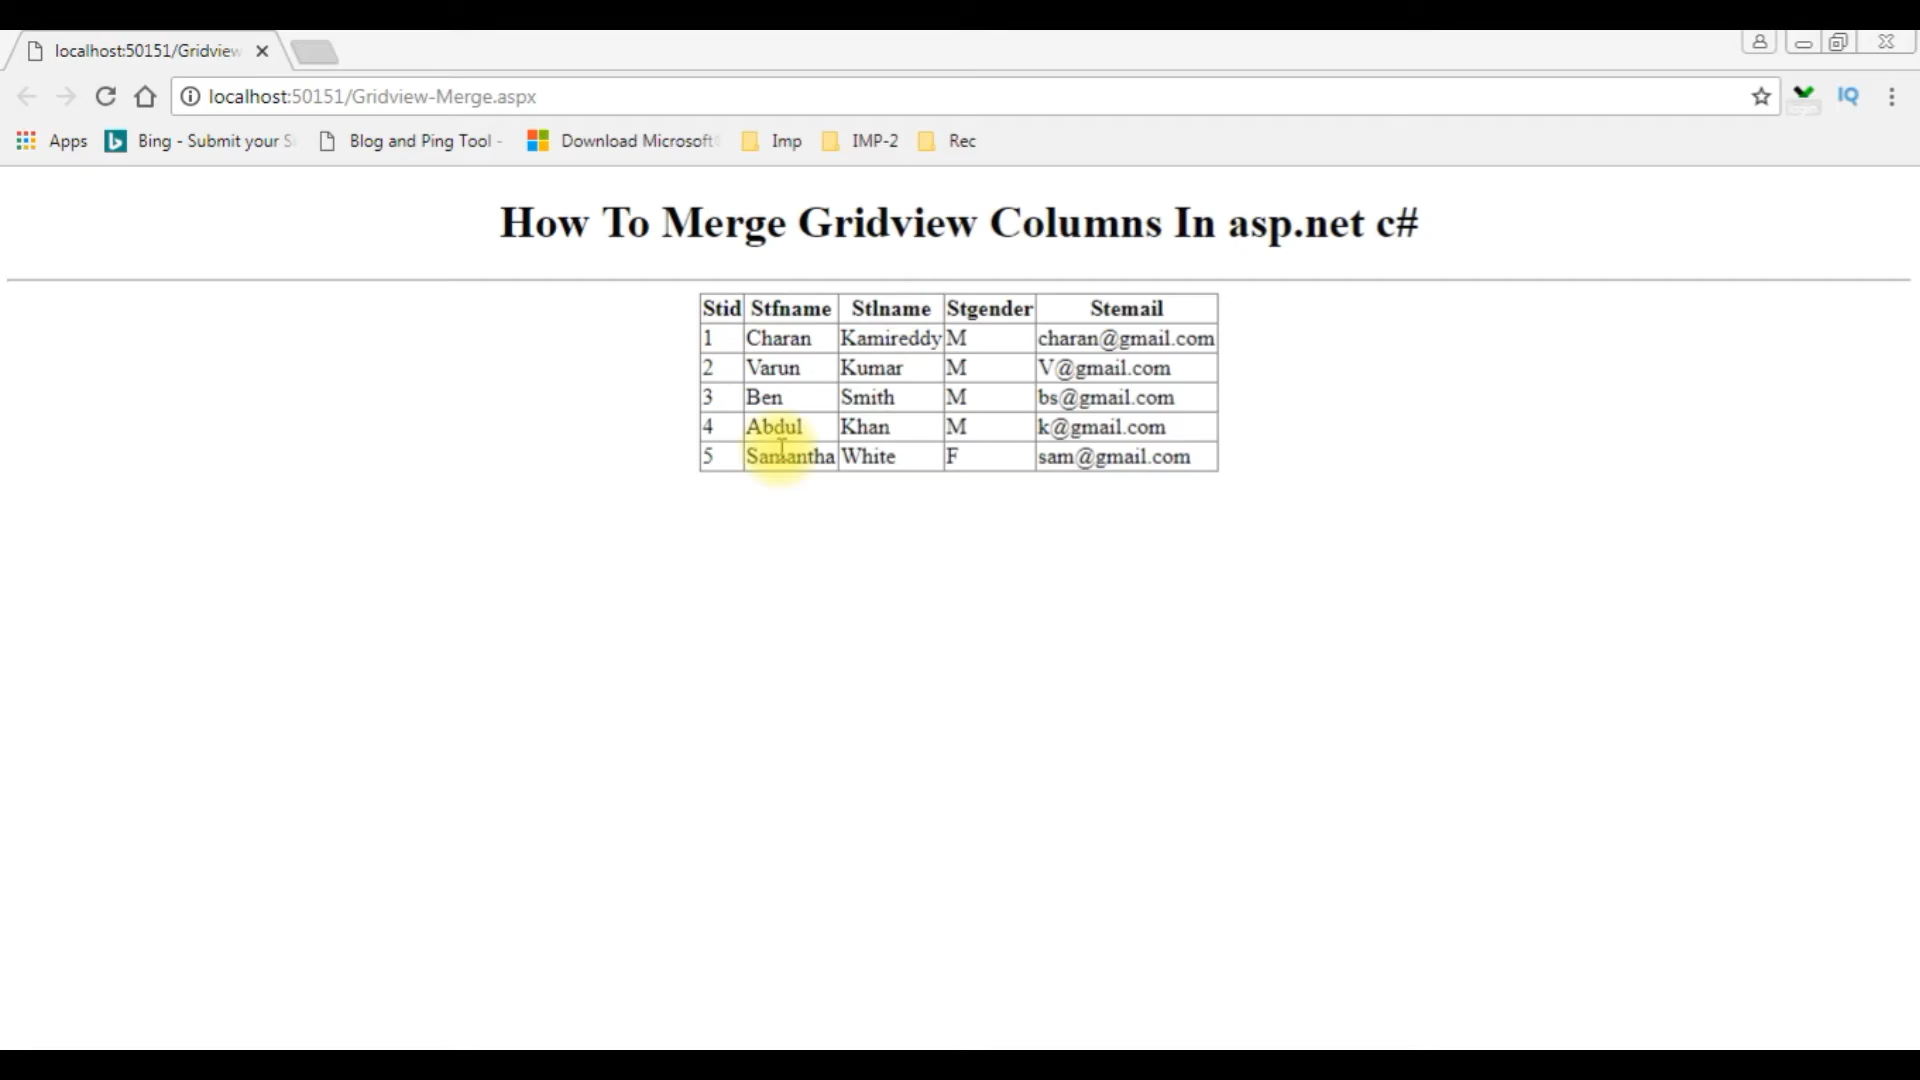 localhost:50151/Gridview
localhost:50151/Gridview-Merge.aspx
IQ
Apps Bing - Submit your S Blog and Ping Tool - Download Microsoft Imp IMP-2 Rec
How To Merge Gridview Columns In asp.net c#
Stid Stfname Stlname Stgender Stemail
1 Charan Kamireddy M charan@gmail.com
2 Varun Kumar M V@gmail.com
3 Ben Smith M bs@gmail.com
4 Abdul Khan M k@gmail.com
5 Samantha White F sam@gmail.com